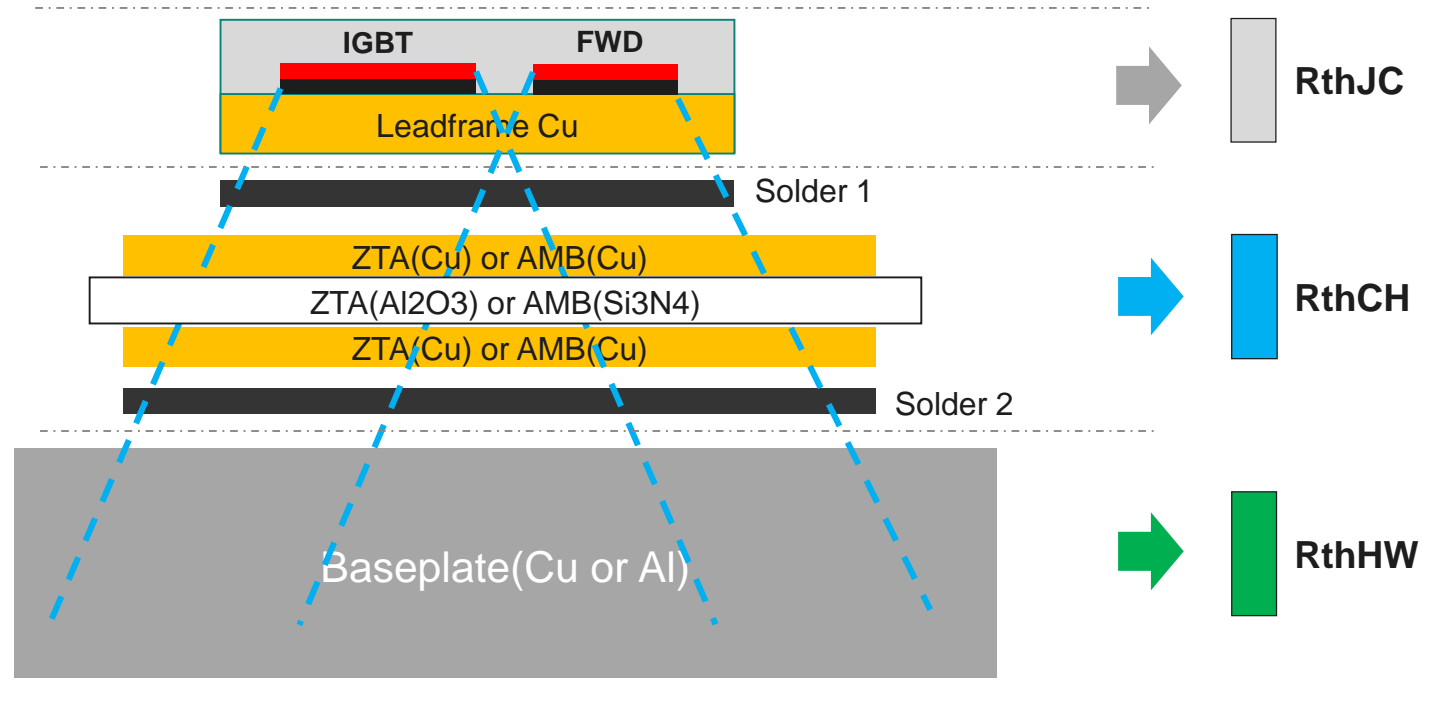 IGBT
FWD
RthJC
Leadframe Cu
Solder 1
ZTA(Cu) or AMB(Cu)
ZTA(Al2O3) or AMB(Si3N4)
RthCH
ZTA(Cu) or AMB(Cu)
Solder 2
Baseplate(Cu or Al)
RthHW